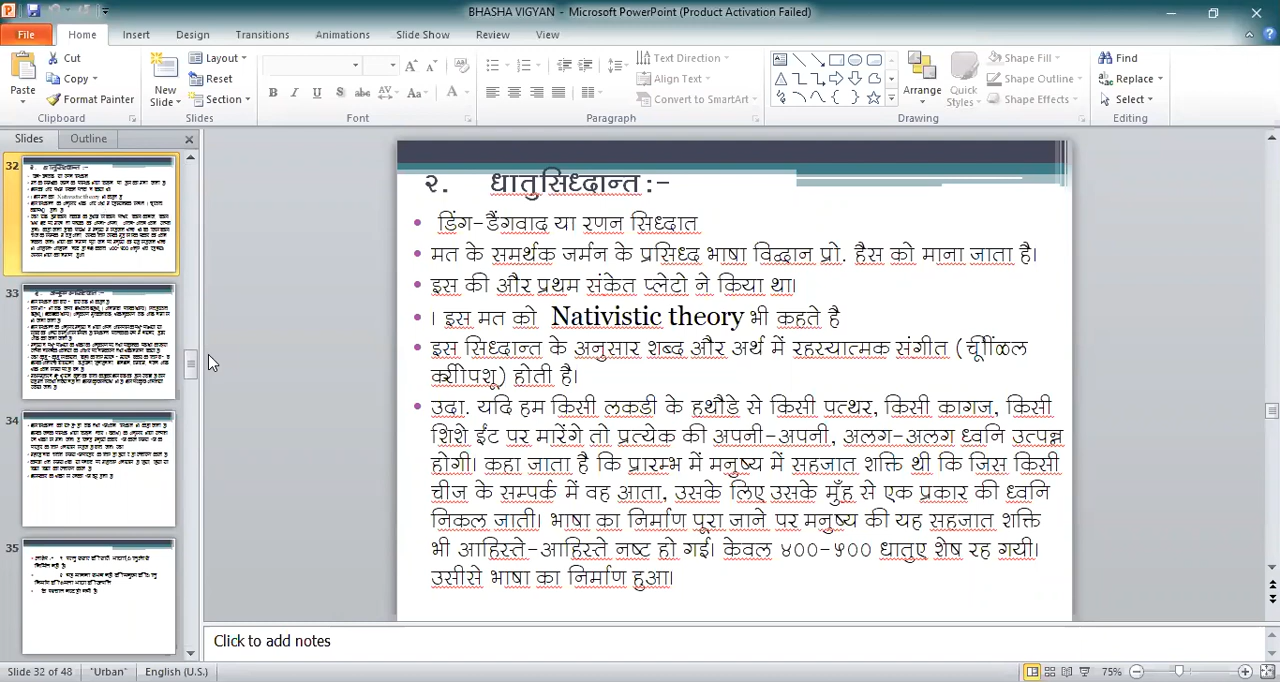 BHASHA VIGYAN - Microsoft PowerPoint (Product Activation Failed)
File Home Insert Design Transitions Animations Slide Show Review View
Paste
Cut
Copy
Format Painter
Clipboard
New Slide
Layout
Reset
Section
Slides
Font
Text Direction
Align Text
Convert to SmartArt
Paragraph
Arrange
Quick Styles
Shape Fill
Shape Outline
Shape Effects
Drawing
Find
Replace
Select
Editing
Slides Outline
32
33
34
35
२. धातुसिध्दान्त :-
डिंग-डैंगवाद या रणन सिध्दात
मत के समर्थक जर्मन के प्रसिध्द भाषा विद्वान प्रो. हैस को माना जाता है।
इस की और प्रथम संकेत प्लेटो ने किया था।
। इस मत को Nativistic theory भी कहते है
इस सिध्दान्त के अनुसार शब्द और अर्थ में रहस्यात्मक संगीत
होती है।
उदा. यदि हम किसी लकडी के हथौडे से किसी पत्थर, किसी कागज, किसी
शिशे ईंट पर मारेंगे तो प्रत्येक की अपनी-अपनी, अलग-अलग ध्वनि उत्पन्न
होगी। कहा जाता है कि प्रारम्भ में मनुष्य में सहजात शक्ति थी कि जिस किसी
चीज के सम्पर्क में वह आता, उसके लिए उसके मुँह से एक प्रकार की ध्वनि
निकल जाती। भाषा का निर्माण पूरा जाने पर मनुष्य की यह सहजात शक्ति
भी आहिस्ते-आहिस्ते नष्ट हो गई। केवल ४००-५०० धातुए शेष रह गयी।
उसीसे भाषा का निर्माण हुआ।
Click to add notes
Slide 32 of 48 "Urban" English (U.S.) 75%